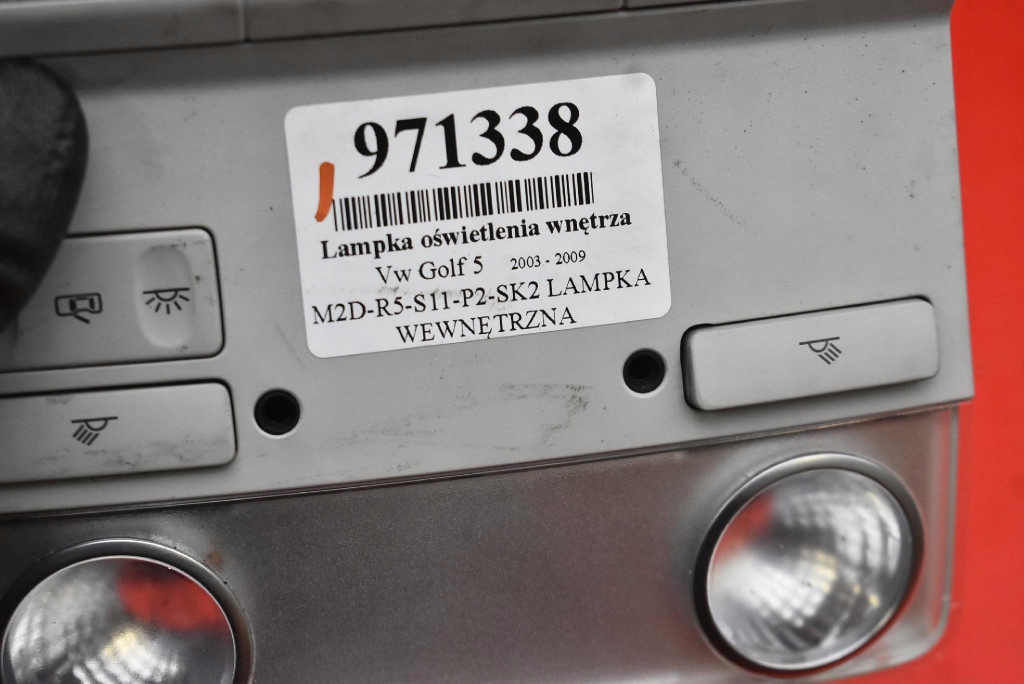 971338
Lampka oświetlenia wnętrza
Vw Golf 5 2003 - 2009
M2D-R5-S11-P2-SK2 LAMPKA
WEWNĘTRZNA